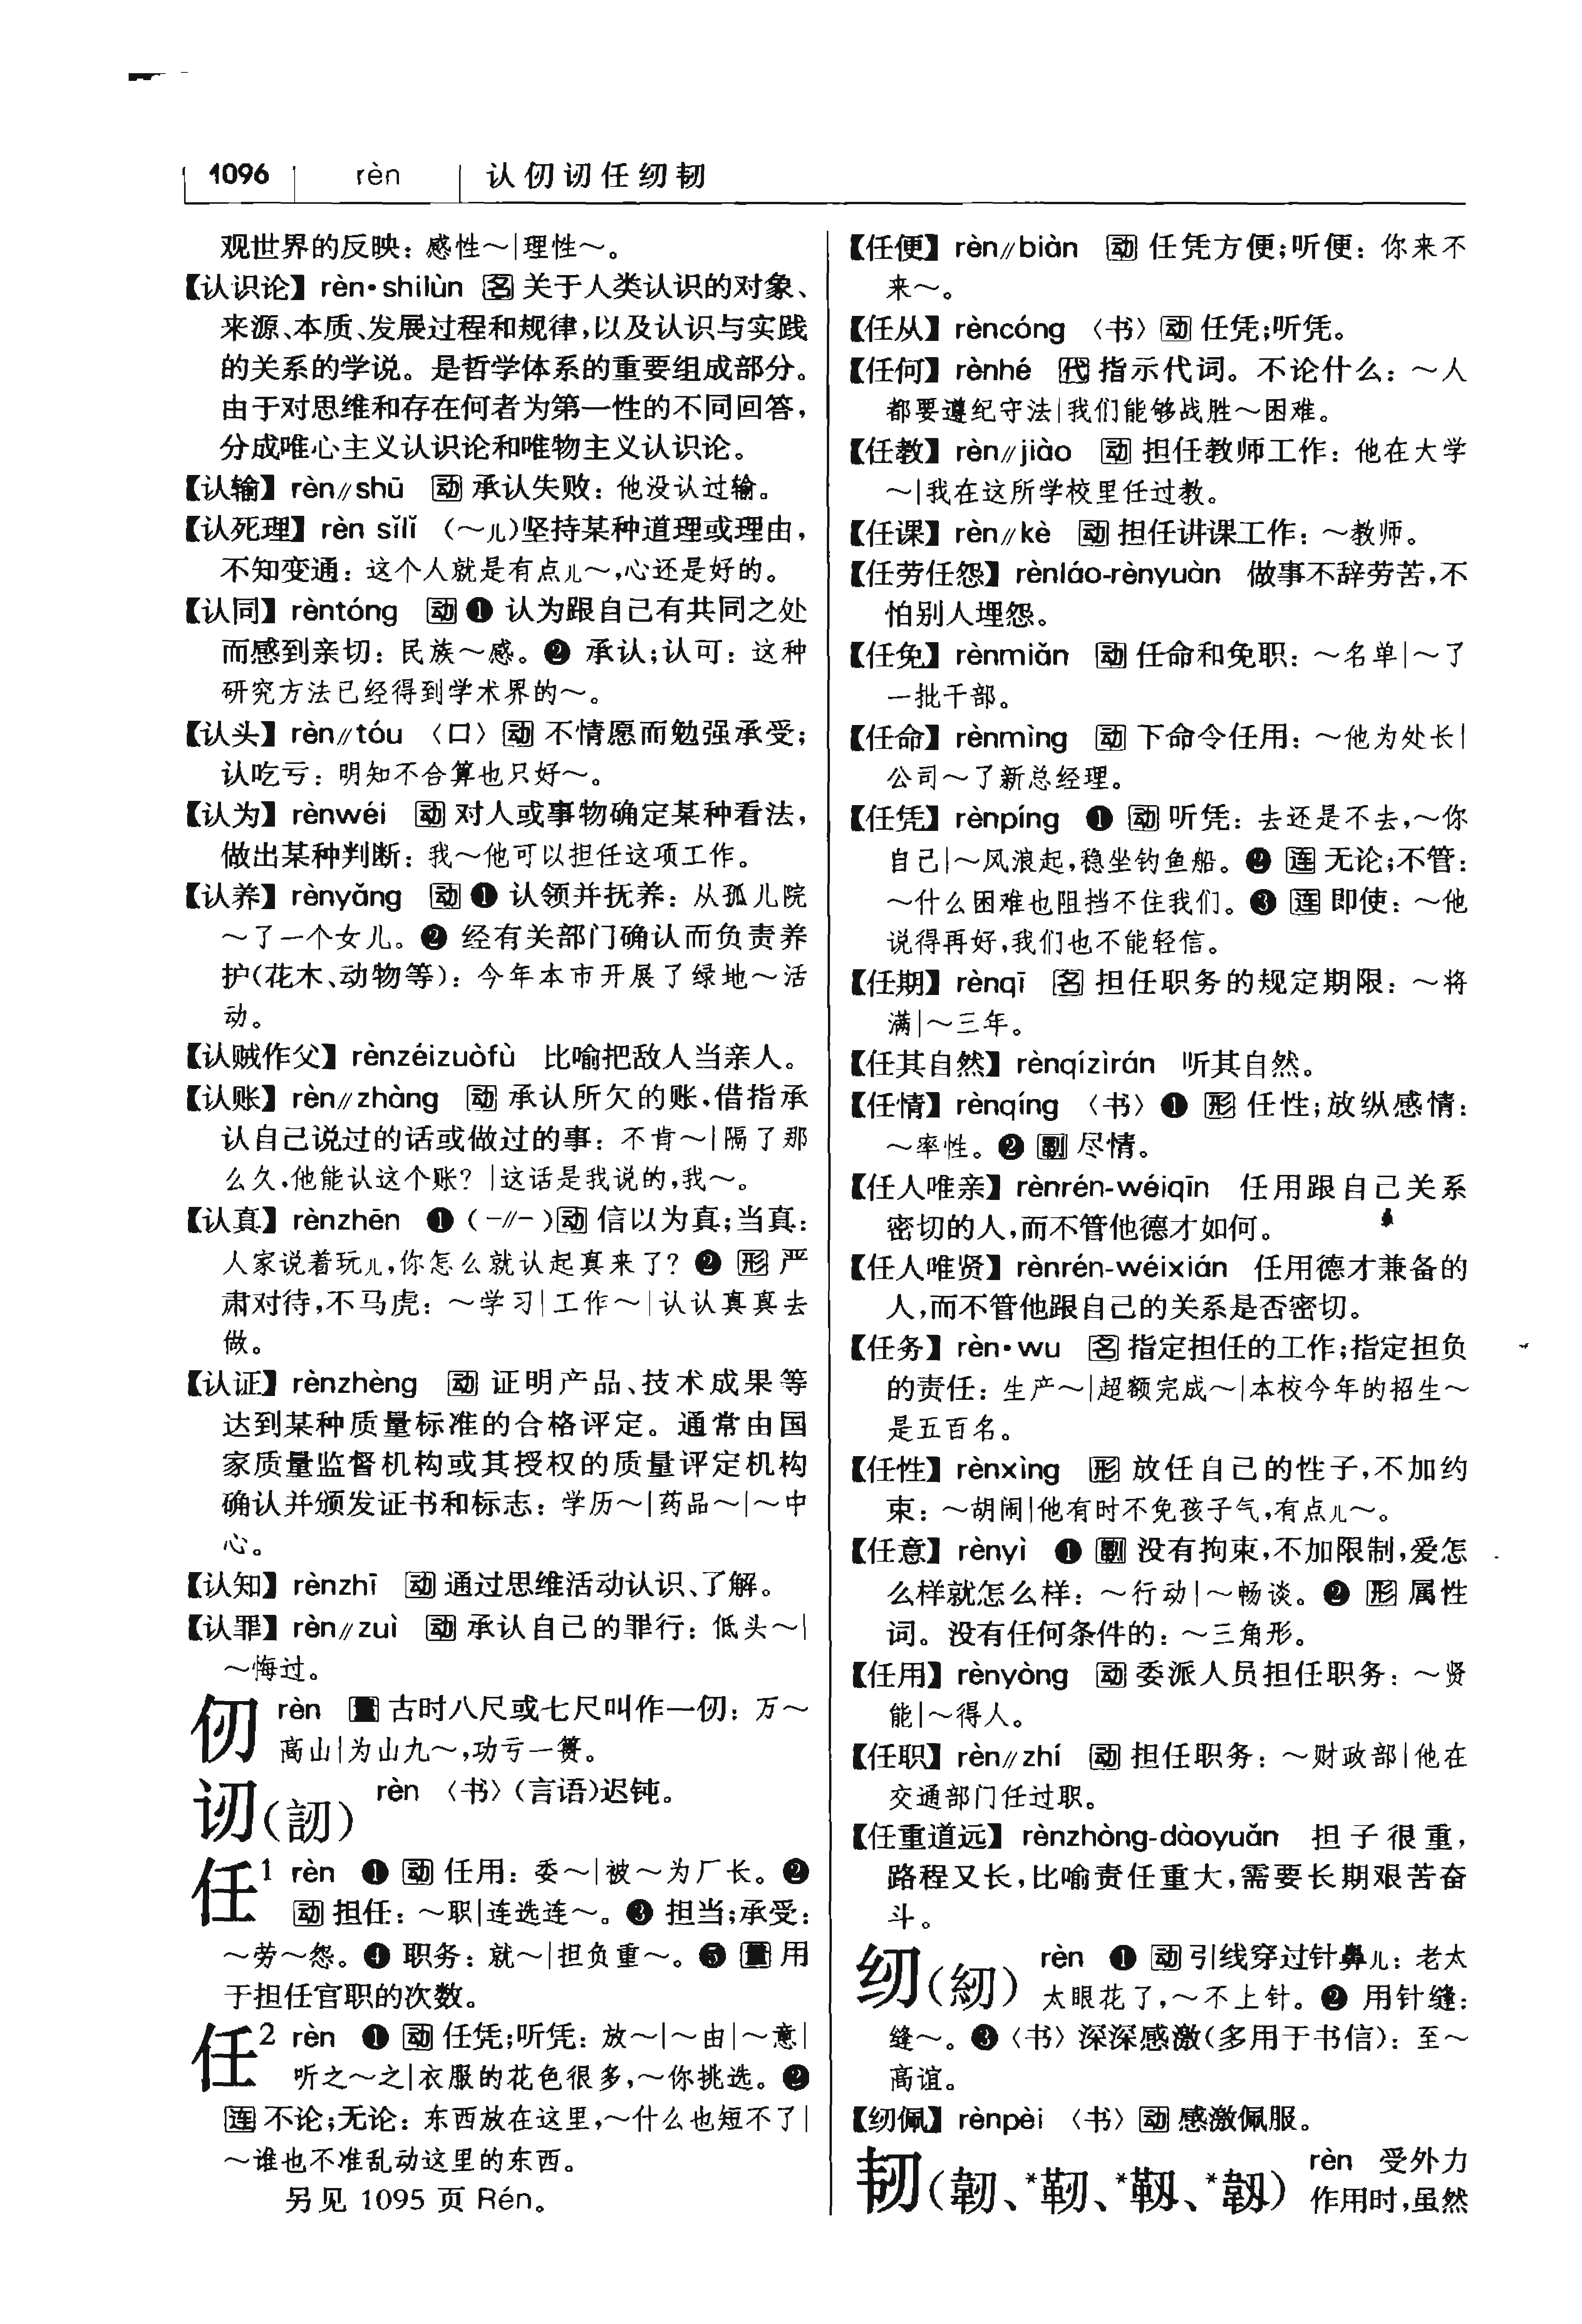 1096 rèn 认仞讱任纫韧
观世界的反映：感性～|理性～。
【认识论】rèn·shilùn 名 关于人类认识的对象、
来源、本质、发展过程和规律，以及认识与实践
的关系的学说。是哲学体系的重要组成部分。
由于对思维和存在何者为第一性的不同回答，
分成唯心主义认识论和唯物主义认识论。
【认输】rèn//shū 动 承认失败：他没认过输。
【认死理】rèn sǐlǐ （～儿）坚持某种道理或理由，
不知变通：这个人就是有点儿～，心还是好的。
【认同】rèntóng 动 ❶ 认为跟自己有共同之处
而感到亲切：民族～感。❷ 承认；认可：这种
研究方法已经得到学术界的～。
【认头】rèn//tóu 〈口〉动 不情愿而勉强承受；
认吃亏：明知不合算也只好～。
【认为】rènwéi 动 对人或事物确定某种看法，
做出某种判断：我～他可以担任这项工作。
【认养】rènyǎng 动 ❶ 认领并抚养：从孤儿院
～了一个女儿。❷ 经有关部门确认而负责养
护（花木、动物等）：今年本市开展了绿地～活
动。
【认贼作父】rènzéizuòfù 比喻把敌人当亲人。
【认账】rèn//zhàng 动 承认所欠的账，借指承
认自己说过的话或做过的事：不肯～|隔了那
么久，他能认这个账？|这话是我说的，我～。
【认真】rènzhēn ❶（-//-）动 信以为真；当真：
人家说着玩儿，你怎么就认起真来了？❷ 形 严
肃对待，不马虎：～学习|工作～|认认真真去
做。
【认证】rènzhèng 动 证明产品、技术成果等
达到某种质量标准的合格评定。通常由国
家质量监督机构或其授权的质量评定机构
确认并颁发证书和标志：学历～|药品～|～中
心。
【认知】rènzhī 动 通过思维活动认识、了解。
【认罪】rèn//zuì 动 承认自己的罪行：低头～|
～悔过。
仞 rèn 量 古时八尺或七尺叫作一仞：万～
高山|为山九～，功亏一篑。
讱（訒） rèn 〈书〉（言语）迟钝。
任1 rèn ❶ 动 任用：委～|被～为厂长。❷
动 担任：～职|连选连～。❸ 担当；承受：
～劳～怨。❹ 职务：就～|担负重～。❺ 量 用
于担任官职的次数。
任2 rèn ❶ 动 任凭；听凭：放～|～由|～意|
听之～之|衣服的花色很多，～你挑选。❷
连 不论；无论：东西放在这里，～什么也短不了|
～谁也不准乱动这里的东西。
另见 1095 页 Rén。
【任便】rèn//biàn 动 任凭方便；听便：你来不
来～。
【任从】rèncóng 〈书〉动 任凭；听凭。
【任何】rènhé 代 指示代词。不论什么：～人
都要遵纪守法|我们能够战胜～困难。
【任教】rèn//jiào 动 担任教师工作：他在大学
～|我在这所学校里任过教。
【任课】rèn//kè 动 担任讲课工作：～教师。
【任劳任怨】rènláo-rènyuàn 做事不辞劳苦，不
怕别人埋怨。
【任免】rènmiǎn 动 任命和免职：～名单|～了
一批干部。
【任命】rènmìng 动 下命令任用：～他为处长|
公司～了新总经理。
【任凭】rènpíng ❶ 动 听凭：去还是不去，～你
自己|～风浪起，稳坐钓鱼船。❷ 连 无论；不管：
～什么困难也阻挡不住我们。❸ 连 即使：～他
说得再好，我们也不能轻信。
【任期】rènqī 名 担任职务的规定期限：～将
满|～三年。
【任其自然】rènqízìrán 听其自然。
【任情】rènqíng 〈书〉❶ 形 任性；放纵感情：
～率性。❷ 副 尽情。
【任人唯亲】rènrén-wéiqīn 任用跟自己关系
密切的人，而不管他德才如何。
【任人唯贤】rènrén-wéixián 任用德才兼备的
人，而不管他跟自己的关系是否密切。
【任务】rèn·wu 名 指定担任的工作；指定担负
的责任：生产～|超额完成～|本校今年的招生～
是五百名。
【任性】rènxìng 形 放任自己的性子，不加约
束：～胡闹|他有时不免孩子气，有点儿～。
【任意】rènyì ❶ 副 没有拘束，不加限制，爱怎
么样就怎么样：～行动|～畅谈。❷ 形 属性
词。没有任何条件的：～三角形。
【任用】rènyòng 动 委派人员担任职务：～贤
能|～得人。
【任职】rèn//zhí 动 担任职务：～财政部|他在
交通部门任过职。
【任重道远】rènzhòng-dàoyuǎn 担子很重，
路程又长，比喻责任重大，需要长期艰苦奋
斗。
纫（紉） rèn ❶ 动 引线穿过针鼻儿：老太
太眼花了，～不上针。❷ 用针缝：
缝～。❸〈书〉深深感激（多用于书信）：至～
高谊。
【纫佩】rènpèi 〈书〉动 感激佩服。
韧（韌、*靭、*靱、*韧） rèn 受外力
作用时，虽然